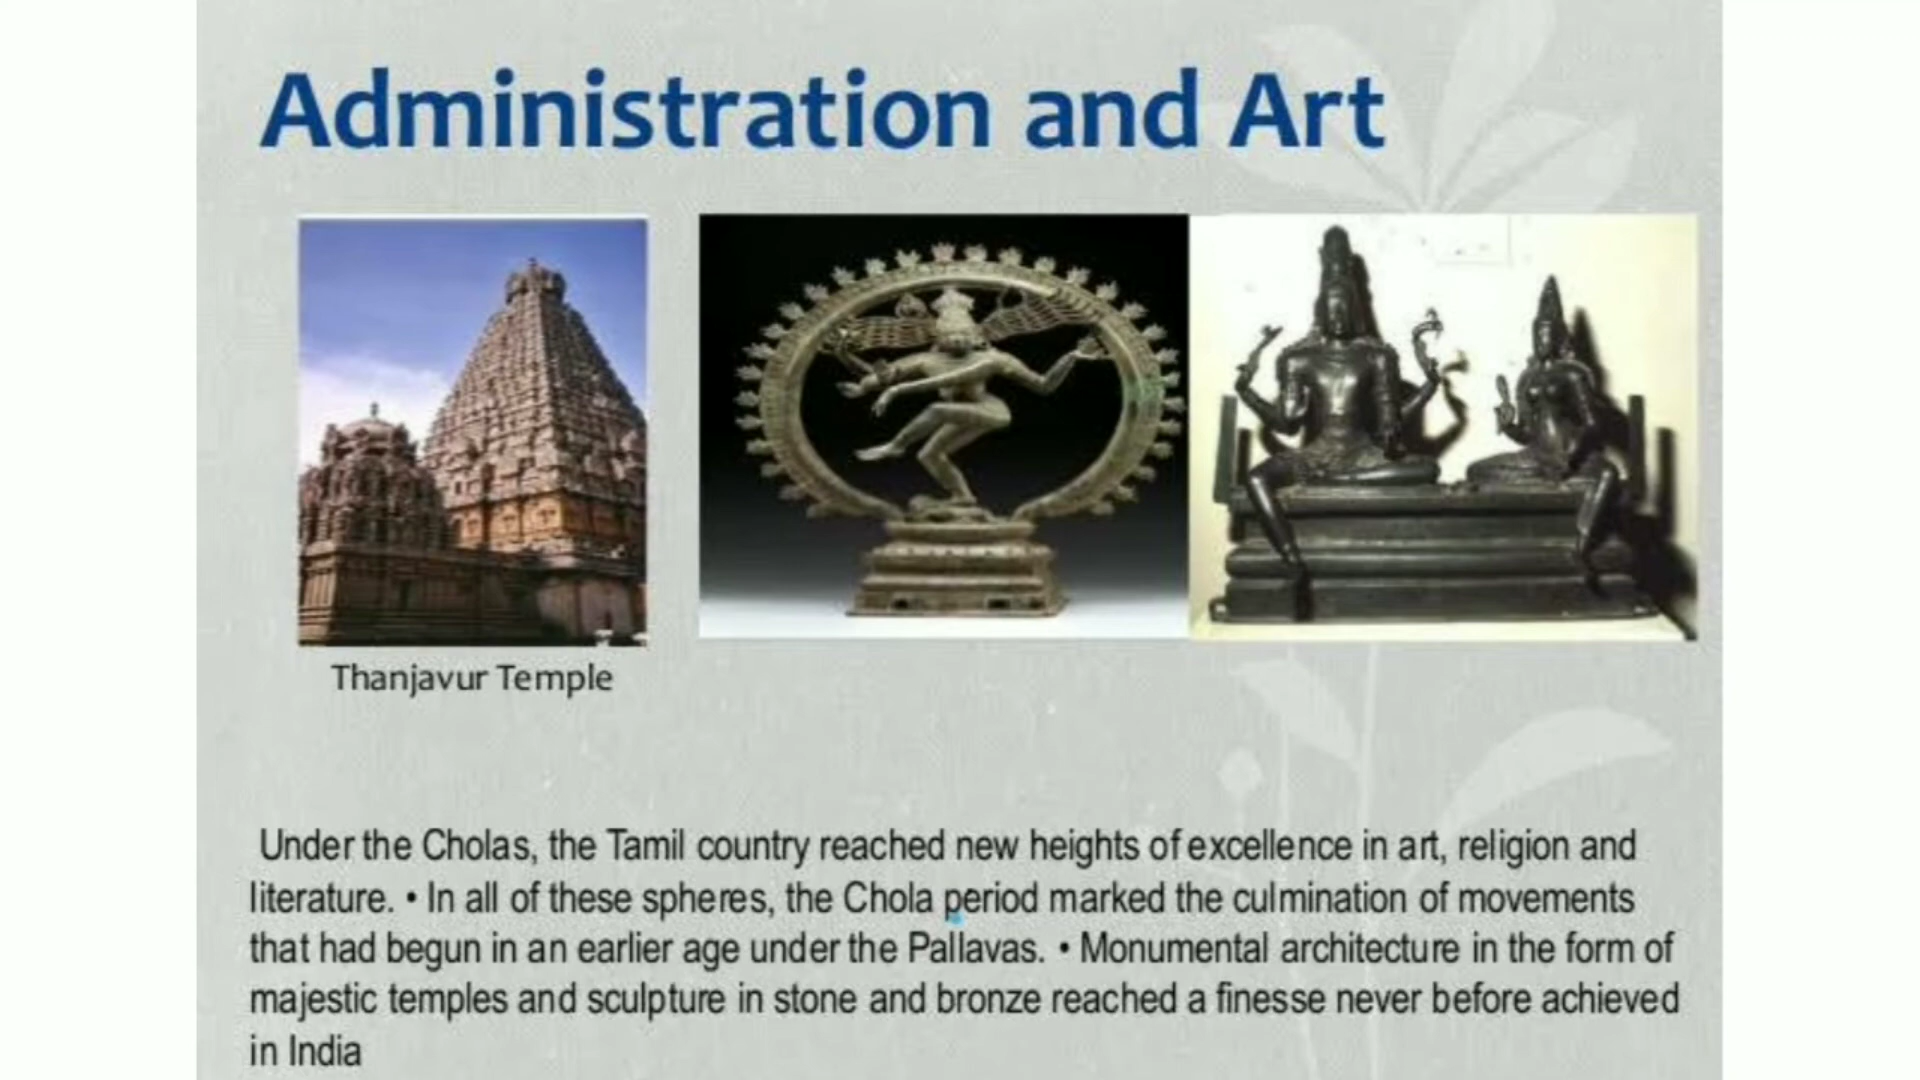 Administration and Art
Thanjavur Temple
Under the Cholas, the Tamil country reached new heights of excellence in art, religion and
literature. • In all of these spheres, the Chola period marked the culmination of movements
that had begun in an earlier age under the Pallavas. • Monumental architecture in the form of
majestic temples and sculpture in stone and bronze reached a finesse never before achieved
in India